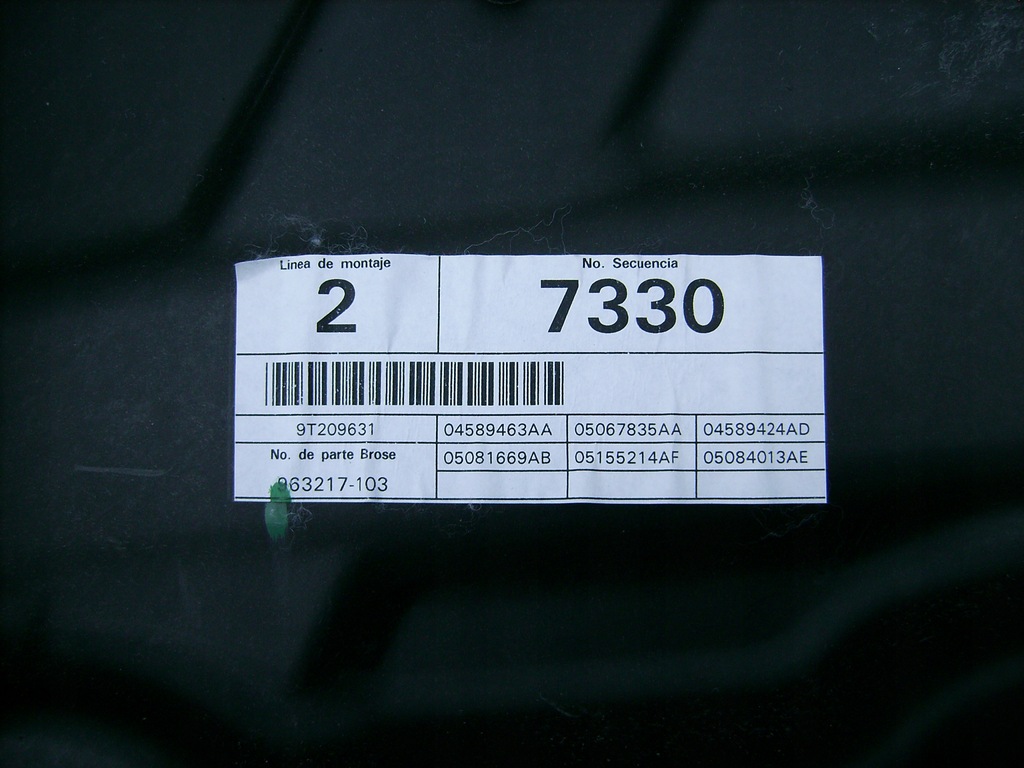 Linea de montaje
2
No. Secuencia
7330
9T209631 04589463AA 05067835AA 04589424AD
No. de parte Brose 05081669AB 05155214AF 05084013AE
963217-103